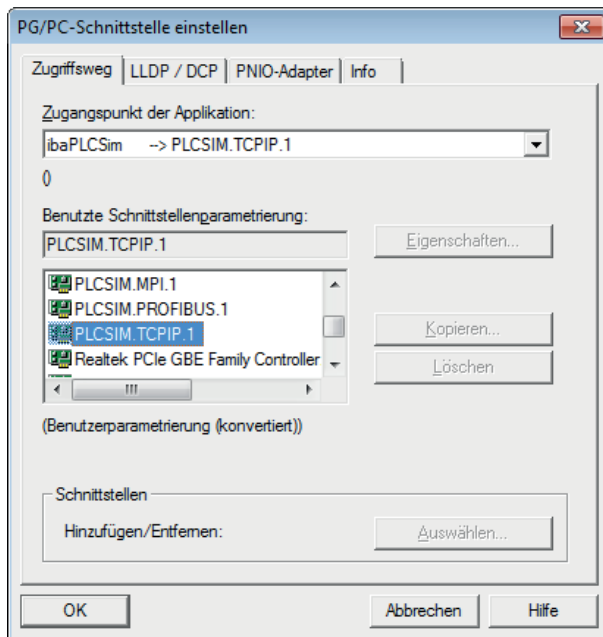 PG/PC-Schnittstelle einstellen
Zugriffsweg LLDP / DCP PNIO-Adapter Info
Zugangspunkt der Applikation:
ibaPLCSim --> PLCSIM.TCPIP.1
()
Benutzte Schnittstellenparametrierung:
PLCSIM.TCPIP.1
Eigenschaften...
PLCSIM.MPI.1
PLCSIM.PROFIBUS.1
PLCSIM.TCPIP.1
Realtek PCIe GBE Family Controller
Kopieren...
Löschen
(Benutzerparametrierung (konvertiert))
Schnittstellen
Hinzufügen/Entfernen: Auswählen...
OK Abbrechen Hilfe